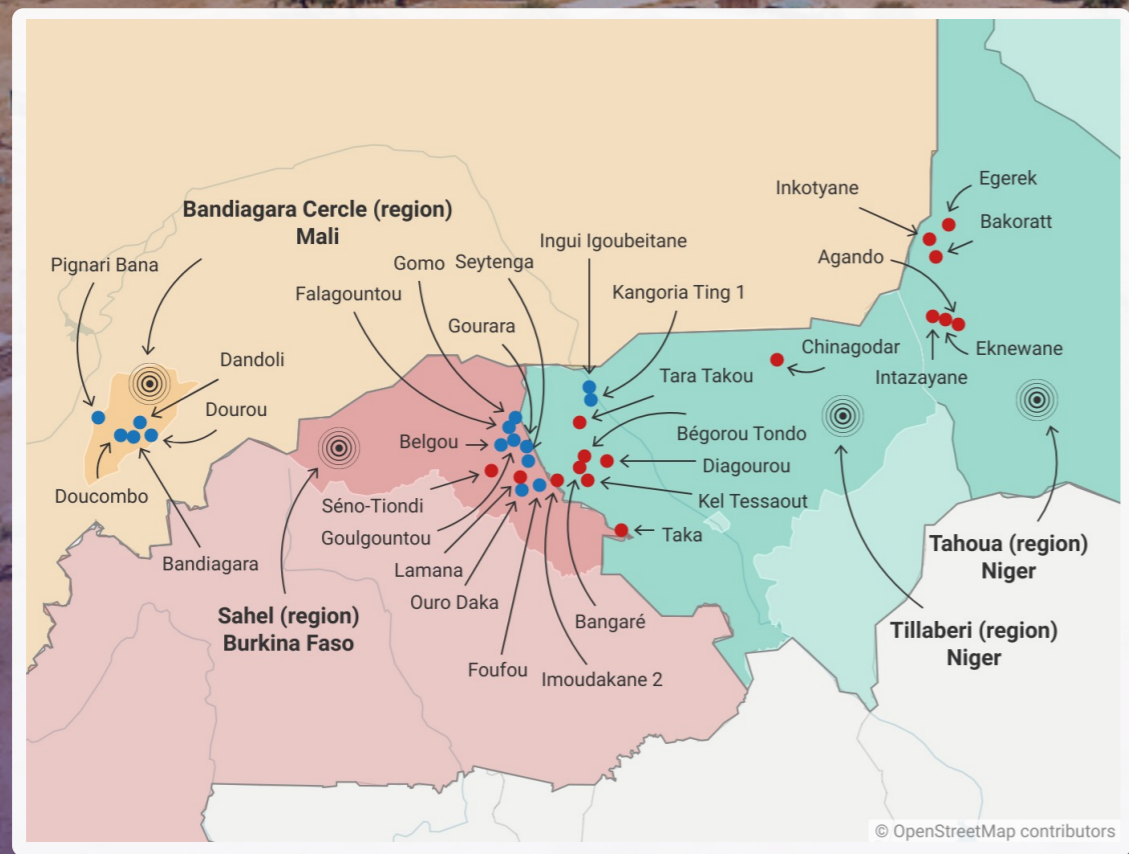 Egerek
Inkotyane
Bandiagara Cercle (region)
Mali
Bakoratt
Ingui Igoubeitane
Agando
Pignari Bana
Gomo
Seytenga
Falagountou
Kangoria Ting 1
Gourara
Chinagodar
Eknewane
Dandoli
Tara Takou
Intazayane
Dourou
Belgou
Bégorou Tondo
Diagourou
Doucombo
Séno-Tiondi
Kel Tessaout
Goulgountou
Taka
Tahoua (region)
Niger
Bandiagara
Lamana
Ouro Daka
Sahel (region)
Burkina Faso
Bangaré
Tillaberi (region)
Niger
Foufou
Imoudakane 2
© OpenStreetMap contributors